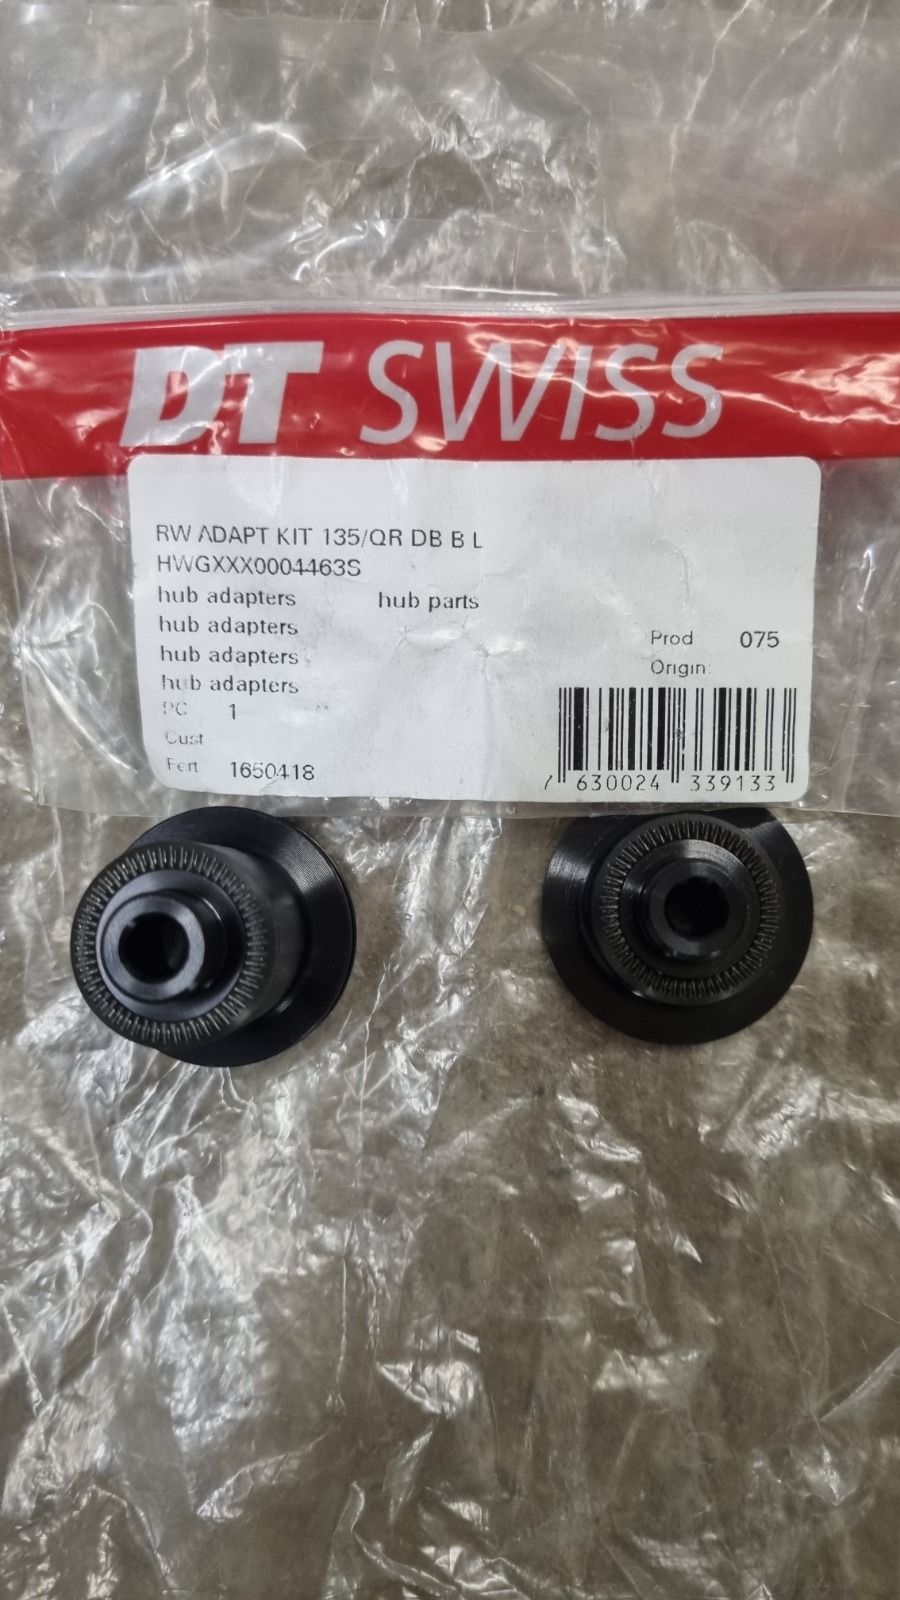 DT SWISS
RW ADAPT KIT 135/QR DB B L
HWGXXX0004463S
hub adapters hub parts
hub adapters
hub adapters
hub adapters
PC 1
Cust
Fert 1650418
Prod 075
Origin:
7 630024 339133